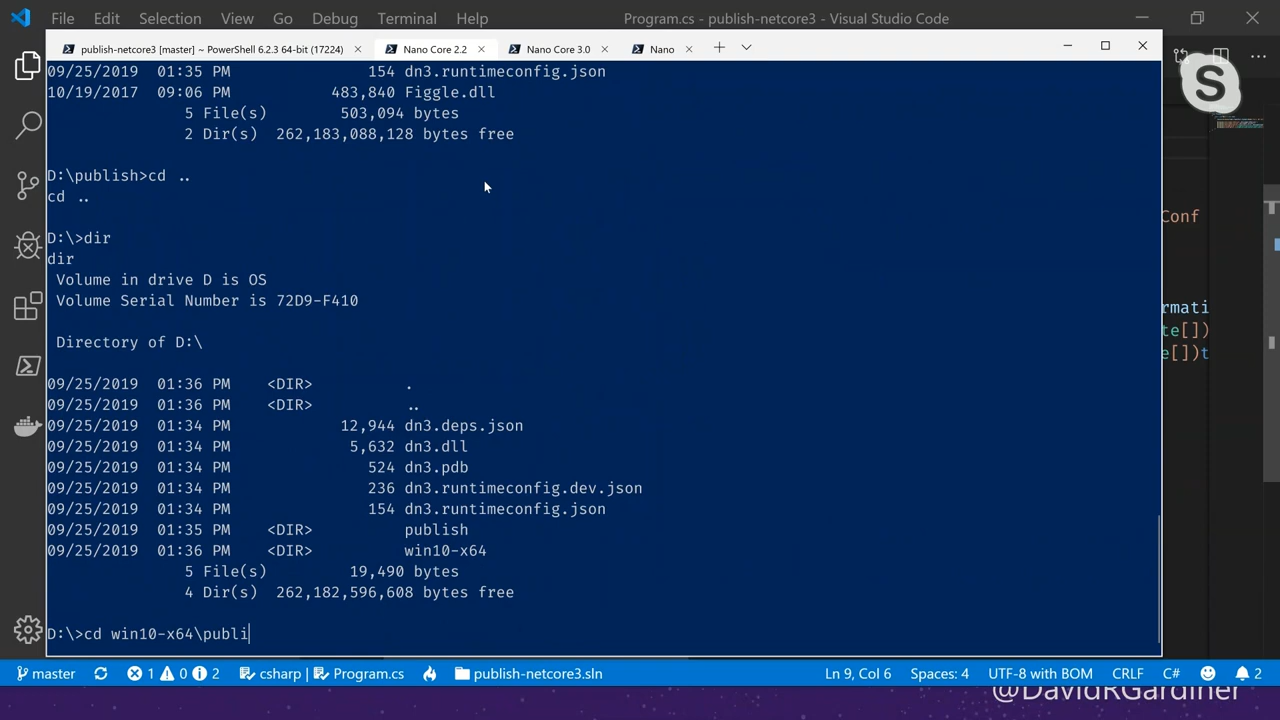 File Edit Selection View Go Debug Terminal Help Program.cs - publish-netcore3 - Visual Studio Code
publish-netcore3 [master] ~ PowerShell 6.2.3 64-bit (17224) Nano Core 2.2 Nano Core 3.0 Nano
09/25/2019 01:35 PM 154 dn3.runtimeconfig.json
10/19/2017 09:06 PM 483,840 Figgle.dll
5 File(s) 503,094 bytes
2 Dir(s) 262,183,088,128 bytes free
D:\publish>cd ..
cd ..
D:\>dir
dir
Volume in drive D is OS
Volume Serial Number is 72D9-F410
Directory of D:\
09/25/2019 01:36 PM <DIR> .
09/25/2019 01:36 PM <DIR> ..
09/25/2019 01:34 PM 12,944 dn3.deps.json
09/25/2019 01:34 PM 5,632 dn3.dll
09/25/2019 01:34 PM 524 dn3.pdb
09/25/2019 01:34 PM 236 dn3.runtimeconfig.dev.json
09/25/2019 01:34 PM 154 dn3.runtimeconfig.json
09/25/2019 01:35 PM <DIR> publish
09/25/2019 01:36 PM <DIR> win10-x64
5 File(s) 19,490 bytes
4 Dir(s) 262,182,596,608 bytes free
D:\>cd win10-x64\publi
Conf
rmati
te[])
e[])t
master 1 0 2 csharp | Program.cs publish-netcore3.sln Ln 9, Col 6 Spaces: 4 UTF-8 with BOM CRLF C# 2
@DavidRGardiner